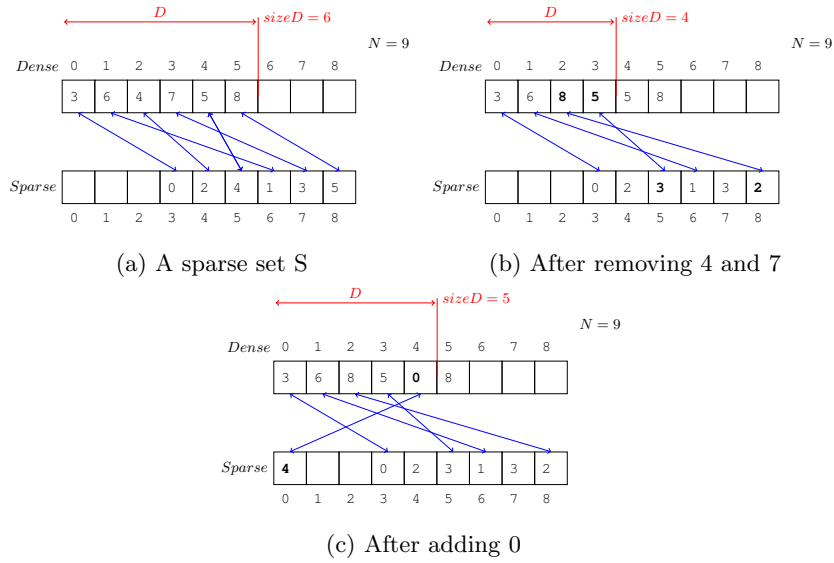 D sizeD = 6
N = 9
Dense 0 1 2 3 4 5 6 7 8
3 6 4 7 5 8
Sparse 0 2 4 1 3 5
0 1 2 3 4 5 6 7 8
(a) A sparse set S
D sizeD = 4
N = 9
Dense 0 1 2 3 4 5 6 7 8
3 6 8 5 5 8
Sparse 0 2 3 1 3 2
0 1 2 3 4 5 6 7 8
(b) After removing 4 and 7
D sizeD = 5
N = 9
Dense 0 1 2 3 4 5 6 7 8
3 6 8 5 0 8
Sparse 4 0 2 3 1 3 2
0 1 2 3 4 5 6 7 8
(c) After adding 0